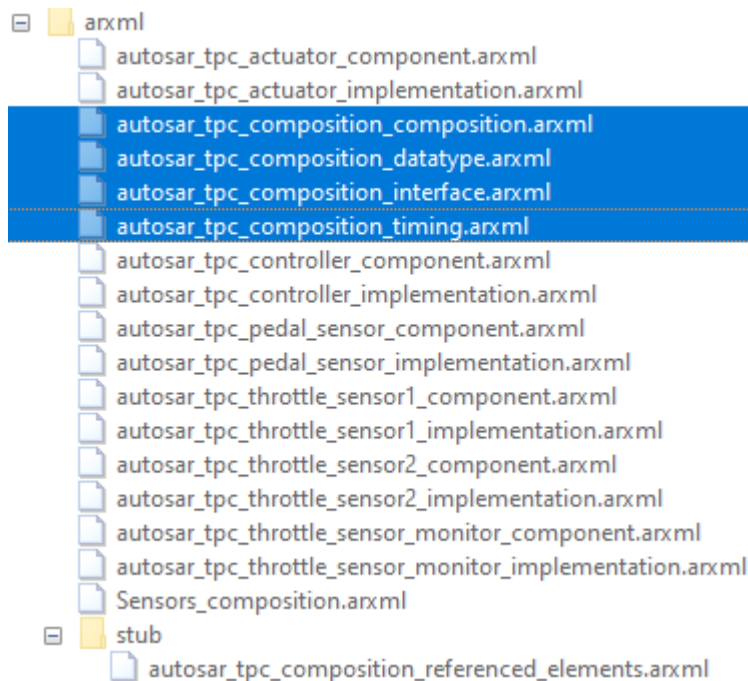 arxml
autosar_tpc_actuator_component.arxml
autosar_tpc_actuator_implementation.arxml
autosar_tpc_composition_composition.arxml
autosar_tpc_composition_datatype.arxml
autosar_tpc_composition_interface.arxml
autosar_tpc_composition_timing.arxml
autosar_tpc_controller_component.arxml
autosar_tpc_controller_implementation.arxml
autosar_tpc_pedal_sensor_component.arxml
autosar_tpc_pedal_sensor_implementation.arxml
autosar_tpc_throttle_sensor1_component.arxml
autosar_tpc_throttle_sensor1_implementation.arxml
autosar_tpc_throttle_sensor2_component.arxml
autosar_tpc_throttle_sensor2_implementation.arxml
autosar_tpc_throttle_sensor_monitor_component.arxml
autosar_tpc_throttle_sensor_monitor_implementation.arxml
Sensors_composition.arxml
stub
autosar_tpc_composition_referenced_elements.arxml